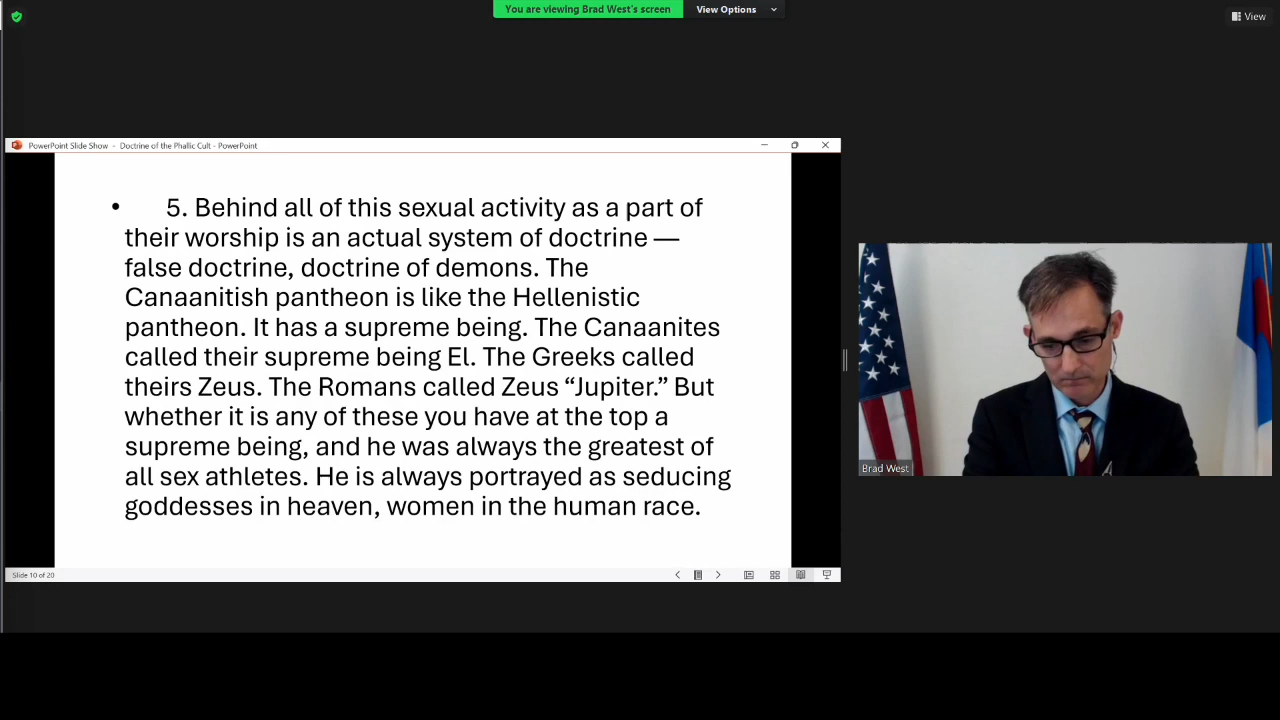 You are viewing Brad West's screen
View Options
View
PowerPoint Slide Show - Doctrine of the Phallic Cult - PowerPoint
• 5. Behind all of this sexual activity as a part of
their worship is an actual system of doctrine —
false doctrine, doctrine of demons. The
Canaanitish pantheon is like the Hellenistic
pantheon. It has a supreme being. The Canaanites
called their supreme being El. The Greeks called
theirs Zeus. The Romans called Zeus “Jupiter.” But
whether it is any of these you have at the top a
supreme being, and he was always the greatest of
all sex athletes. He is always portrayed as seducing
goddesses in heaven, women in the human race.
Brad West
Slide 10 of 20